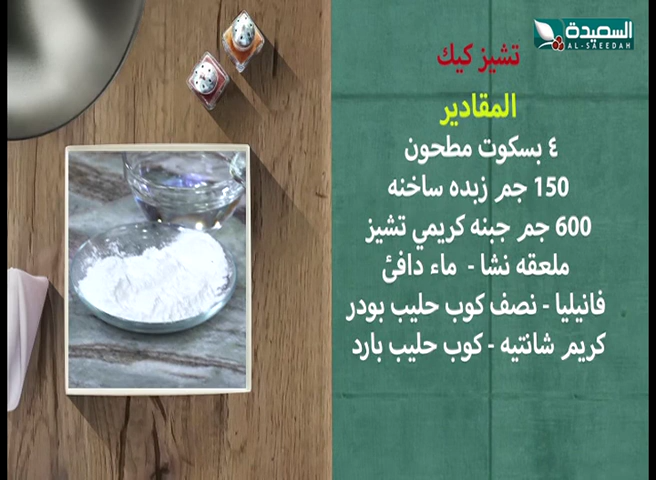 السعيدة
AL-SAEEDAH
تشيز كيك
المقادير
٤ بسكوت مطحون
150 جم زبده ساخنه
600 جم جبنه كريمي تشيز
ملعقه نشا - ماء دافئ
فانيليا - نصف كوب حليب بودر
كريم شانتيه - كوب حليب بارد